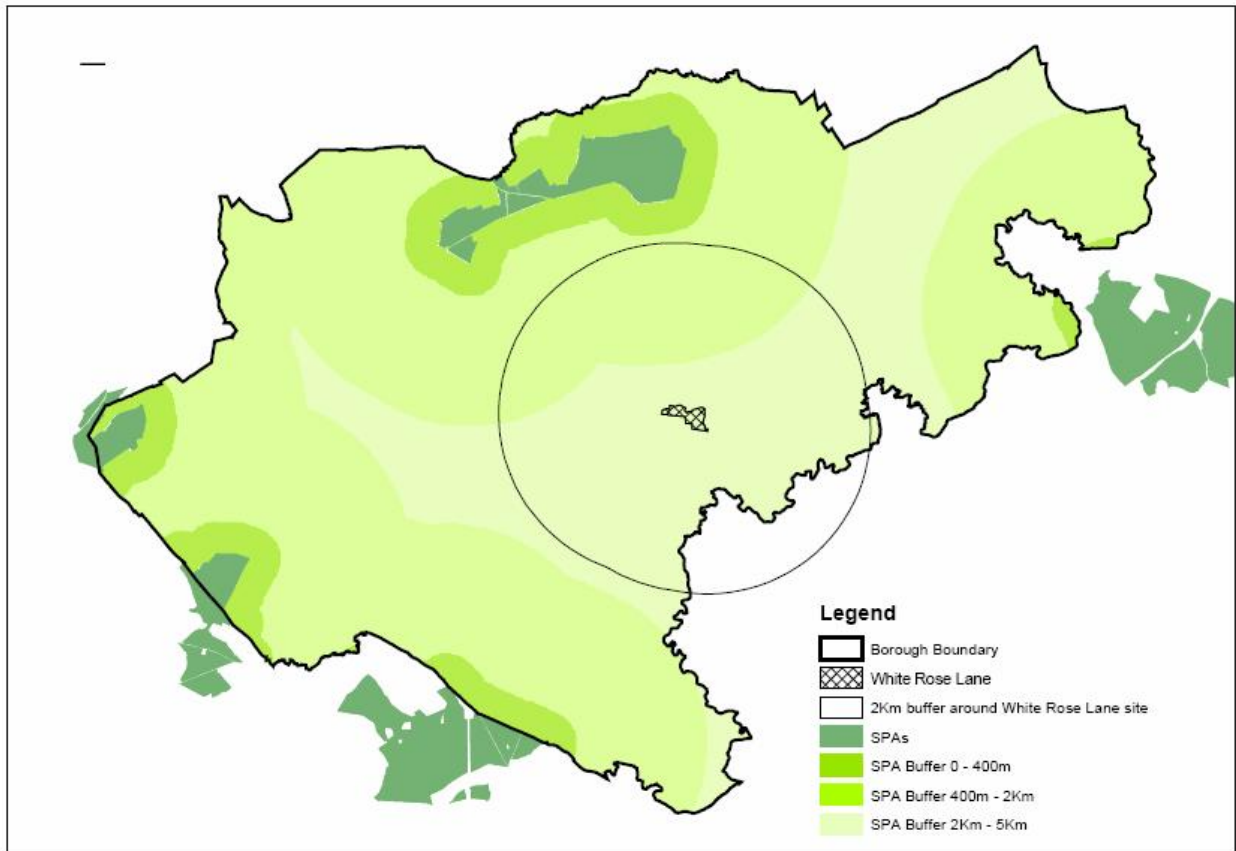 Legend
Borough Boundary
White Rose Lane
2Km buffer around White Rose Lane site
SPAs
SPA Buffer 0 - 400m
SPA Buffer 400m - 2Km
SPA Buffer 2Km - 5Km